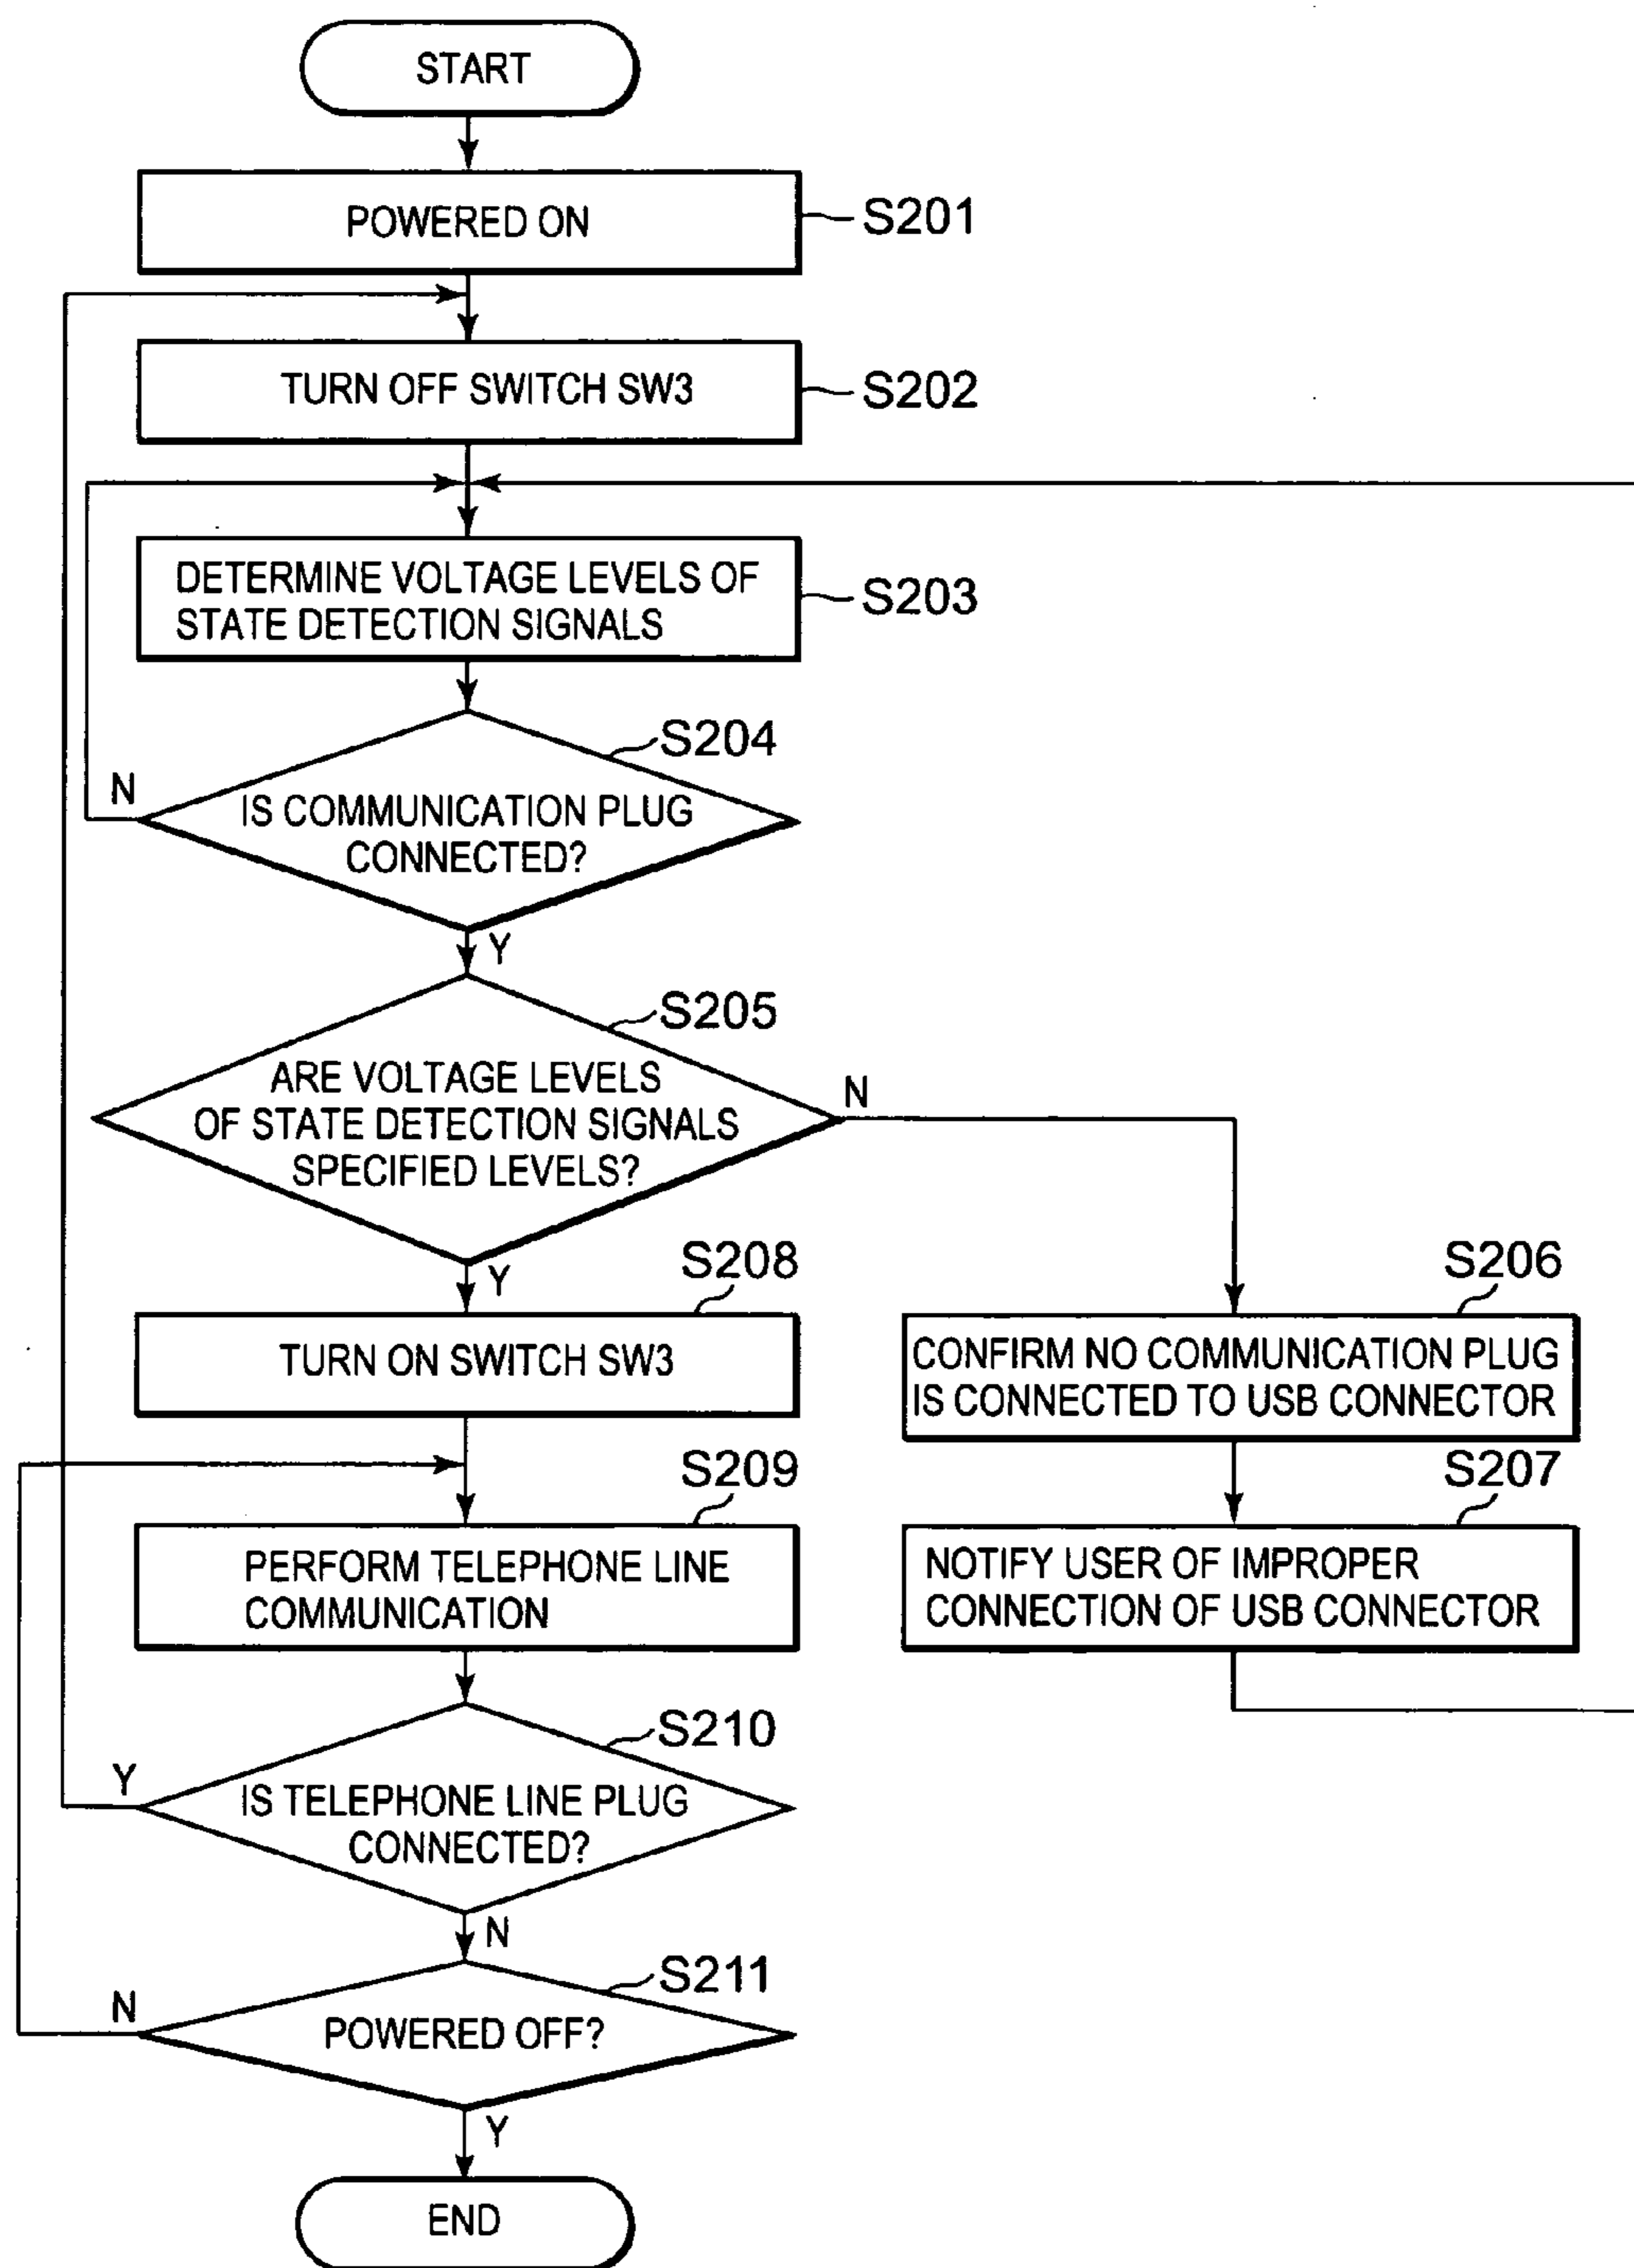 START
POWERED ON
S201
TURN OFF SWITCH SW3
S202
DETERMINE VOLTAGE LEVELS OF
STATE DETECTION SIGNALS
S203
S204
IS COMMUNICATION PLUG
CONNECTED?
N
Y
S205
ARE VOLTAGE LEVELS
OF STATE DETECTION SIGNALS
SPECIFIED LEVELS?
N
Y
S208
TURN ON SWITCH SW3
S206
CONFIRM NO COMMUNICATION PLUG
IS CONNECTED TO USB CONNECTOR
S209
PERFORM TELEPHONE LINE
COMMUNICATION
S207
NOTIFY USER OF IMPROPER
CONNECTION OF USB CONNECTOR
S210
Y
IS TELEPHONE LINE PLUG
CONNECTED?
N
S211
N
POWERED OFF?
Y
END